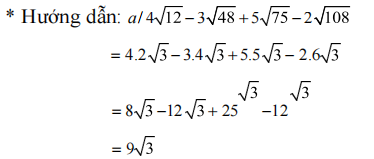 * Hướng dẫn: a/ 4√12 − 3√48 + 5√75 − 2√108
= 4.2√3 − 3.4√3 + 5.5√3 − 2.6√3
= 8√3 −12√3 + 25^√3 −12^√3
= 9√3